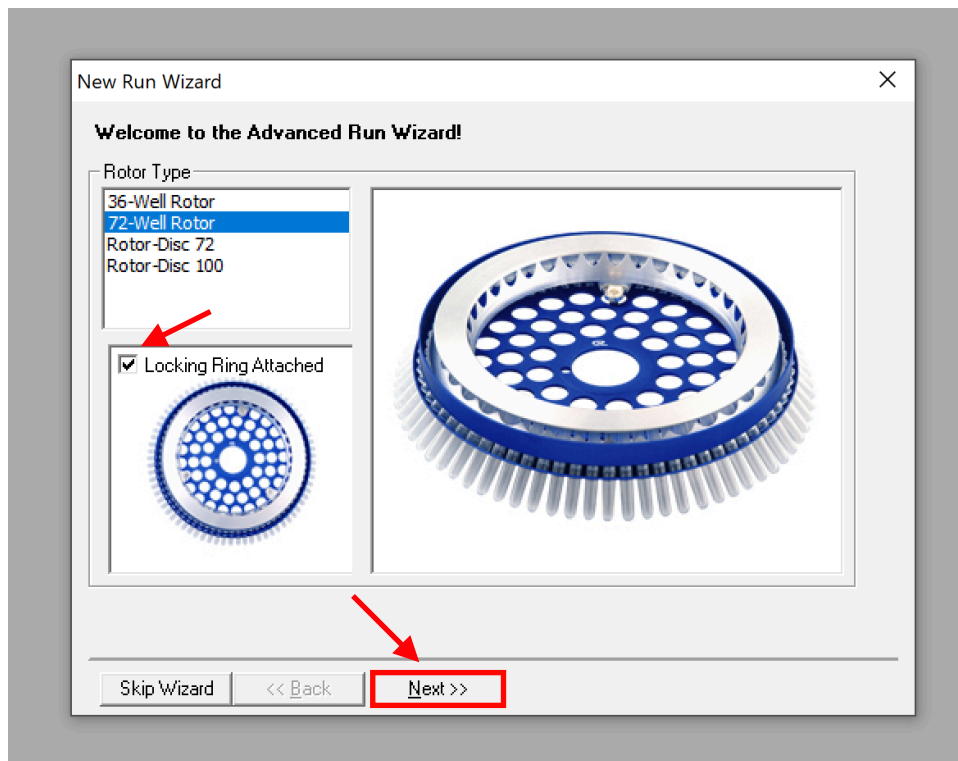 New Run Wizard
Welcome to the Advanced Run Wizard!
Rotor Type
36-Well Rotor
72-Well Rotor
Rotor-Disc 72
Rotor-Disc 100
Locking Ring Attached
Skip Wizard
<< Back
Next >>